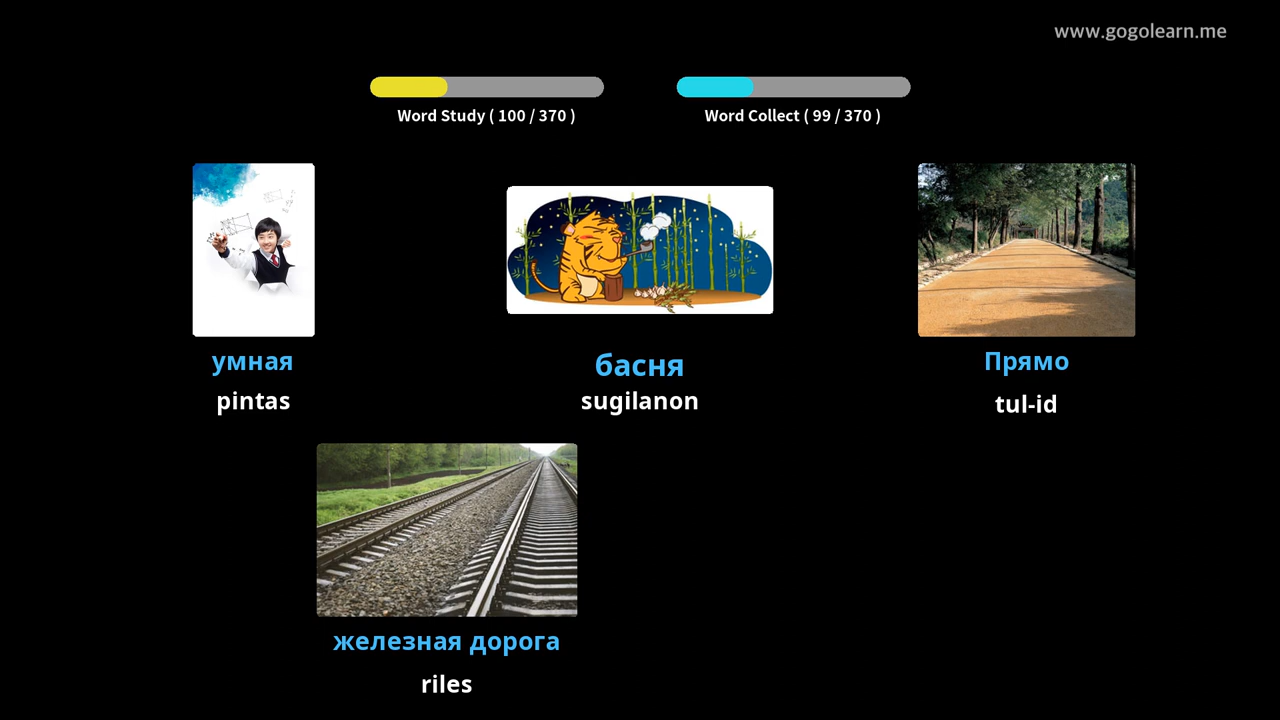 www.gogolearn.me
Word Study ( 100 / 370 )
Word Collect ( 99 / 370 )
умная
pintas
басня
sugilanon
Прямо
tul-id
железная дорога
riles